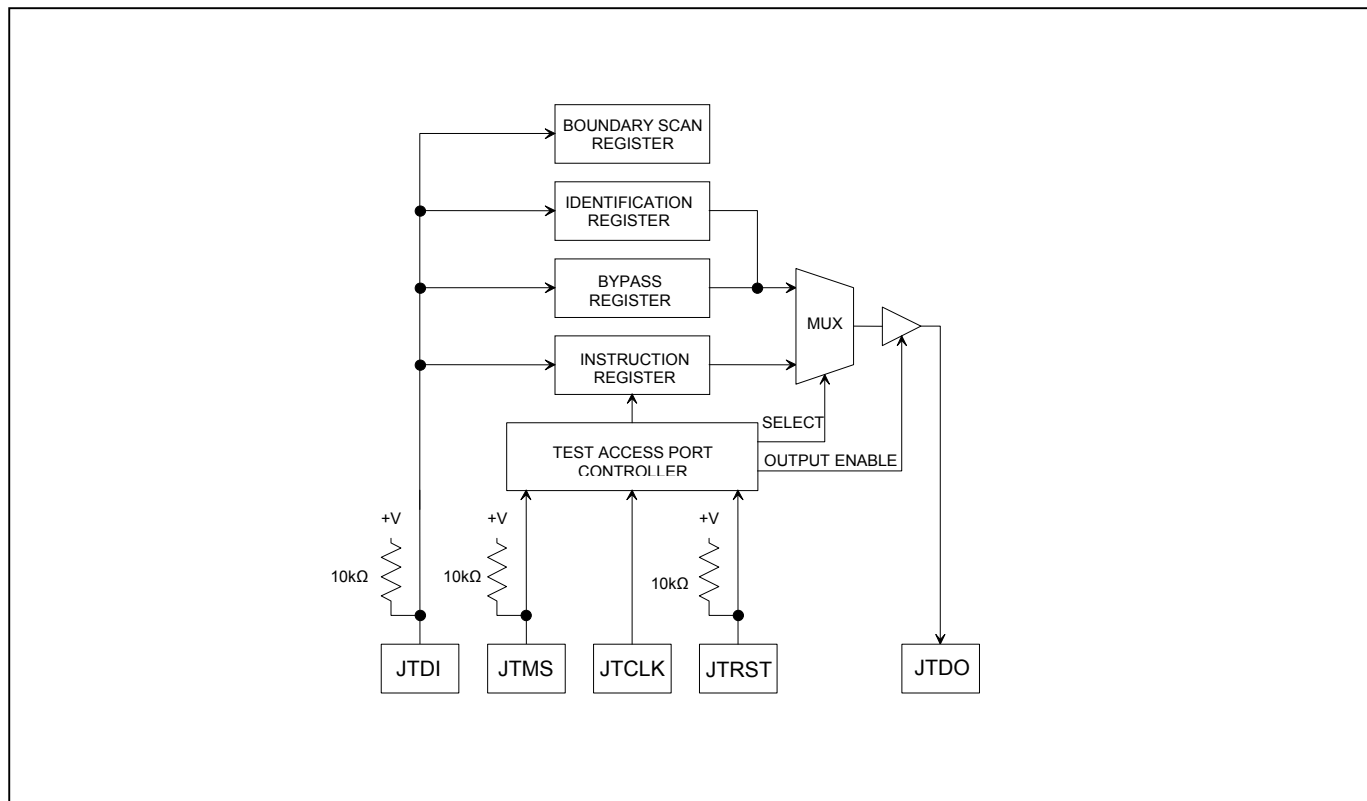 BOUNDARY SCAN
REGISTER
IDENTIFICATION
REGISTER
BYPASS
REGISTER
MUX
INSTRUCTION
REGISTER
SELECT
TEST ACCESS PORT
CONTROLLER
OUTPUT ENABLE
+V
+V
+V
10kΩ
10kΩ
10kΩ
JTDI
JTMS
JTCLK
JTRST
JTDO